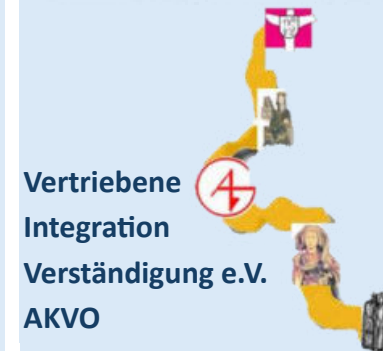 Vertriebene
Integration
Verständigung e.V.
AKVO